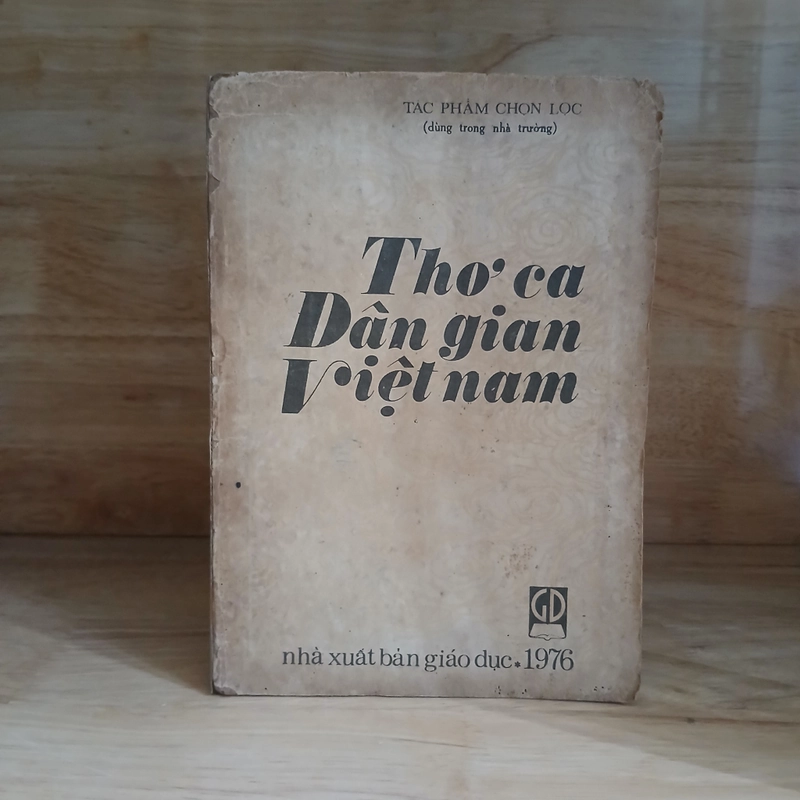 TÁC PHẨM CHỌN LỌC
(dùng trong nhà trường)
Thơ ca
Dân gian
Việt nam
GD
nhà xuất bản giáo dục * 1976